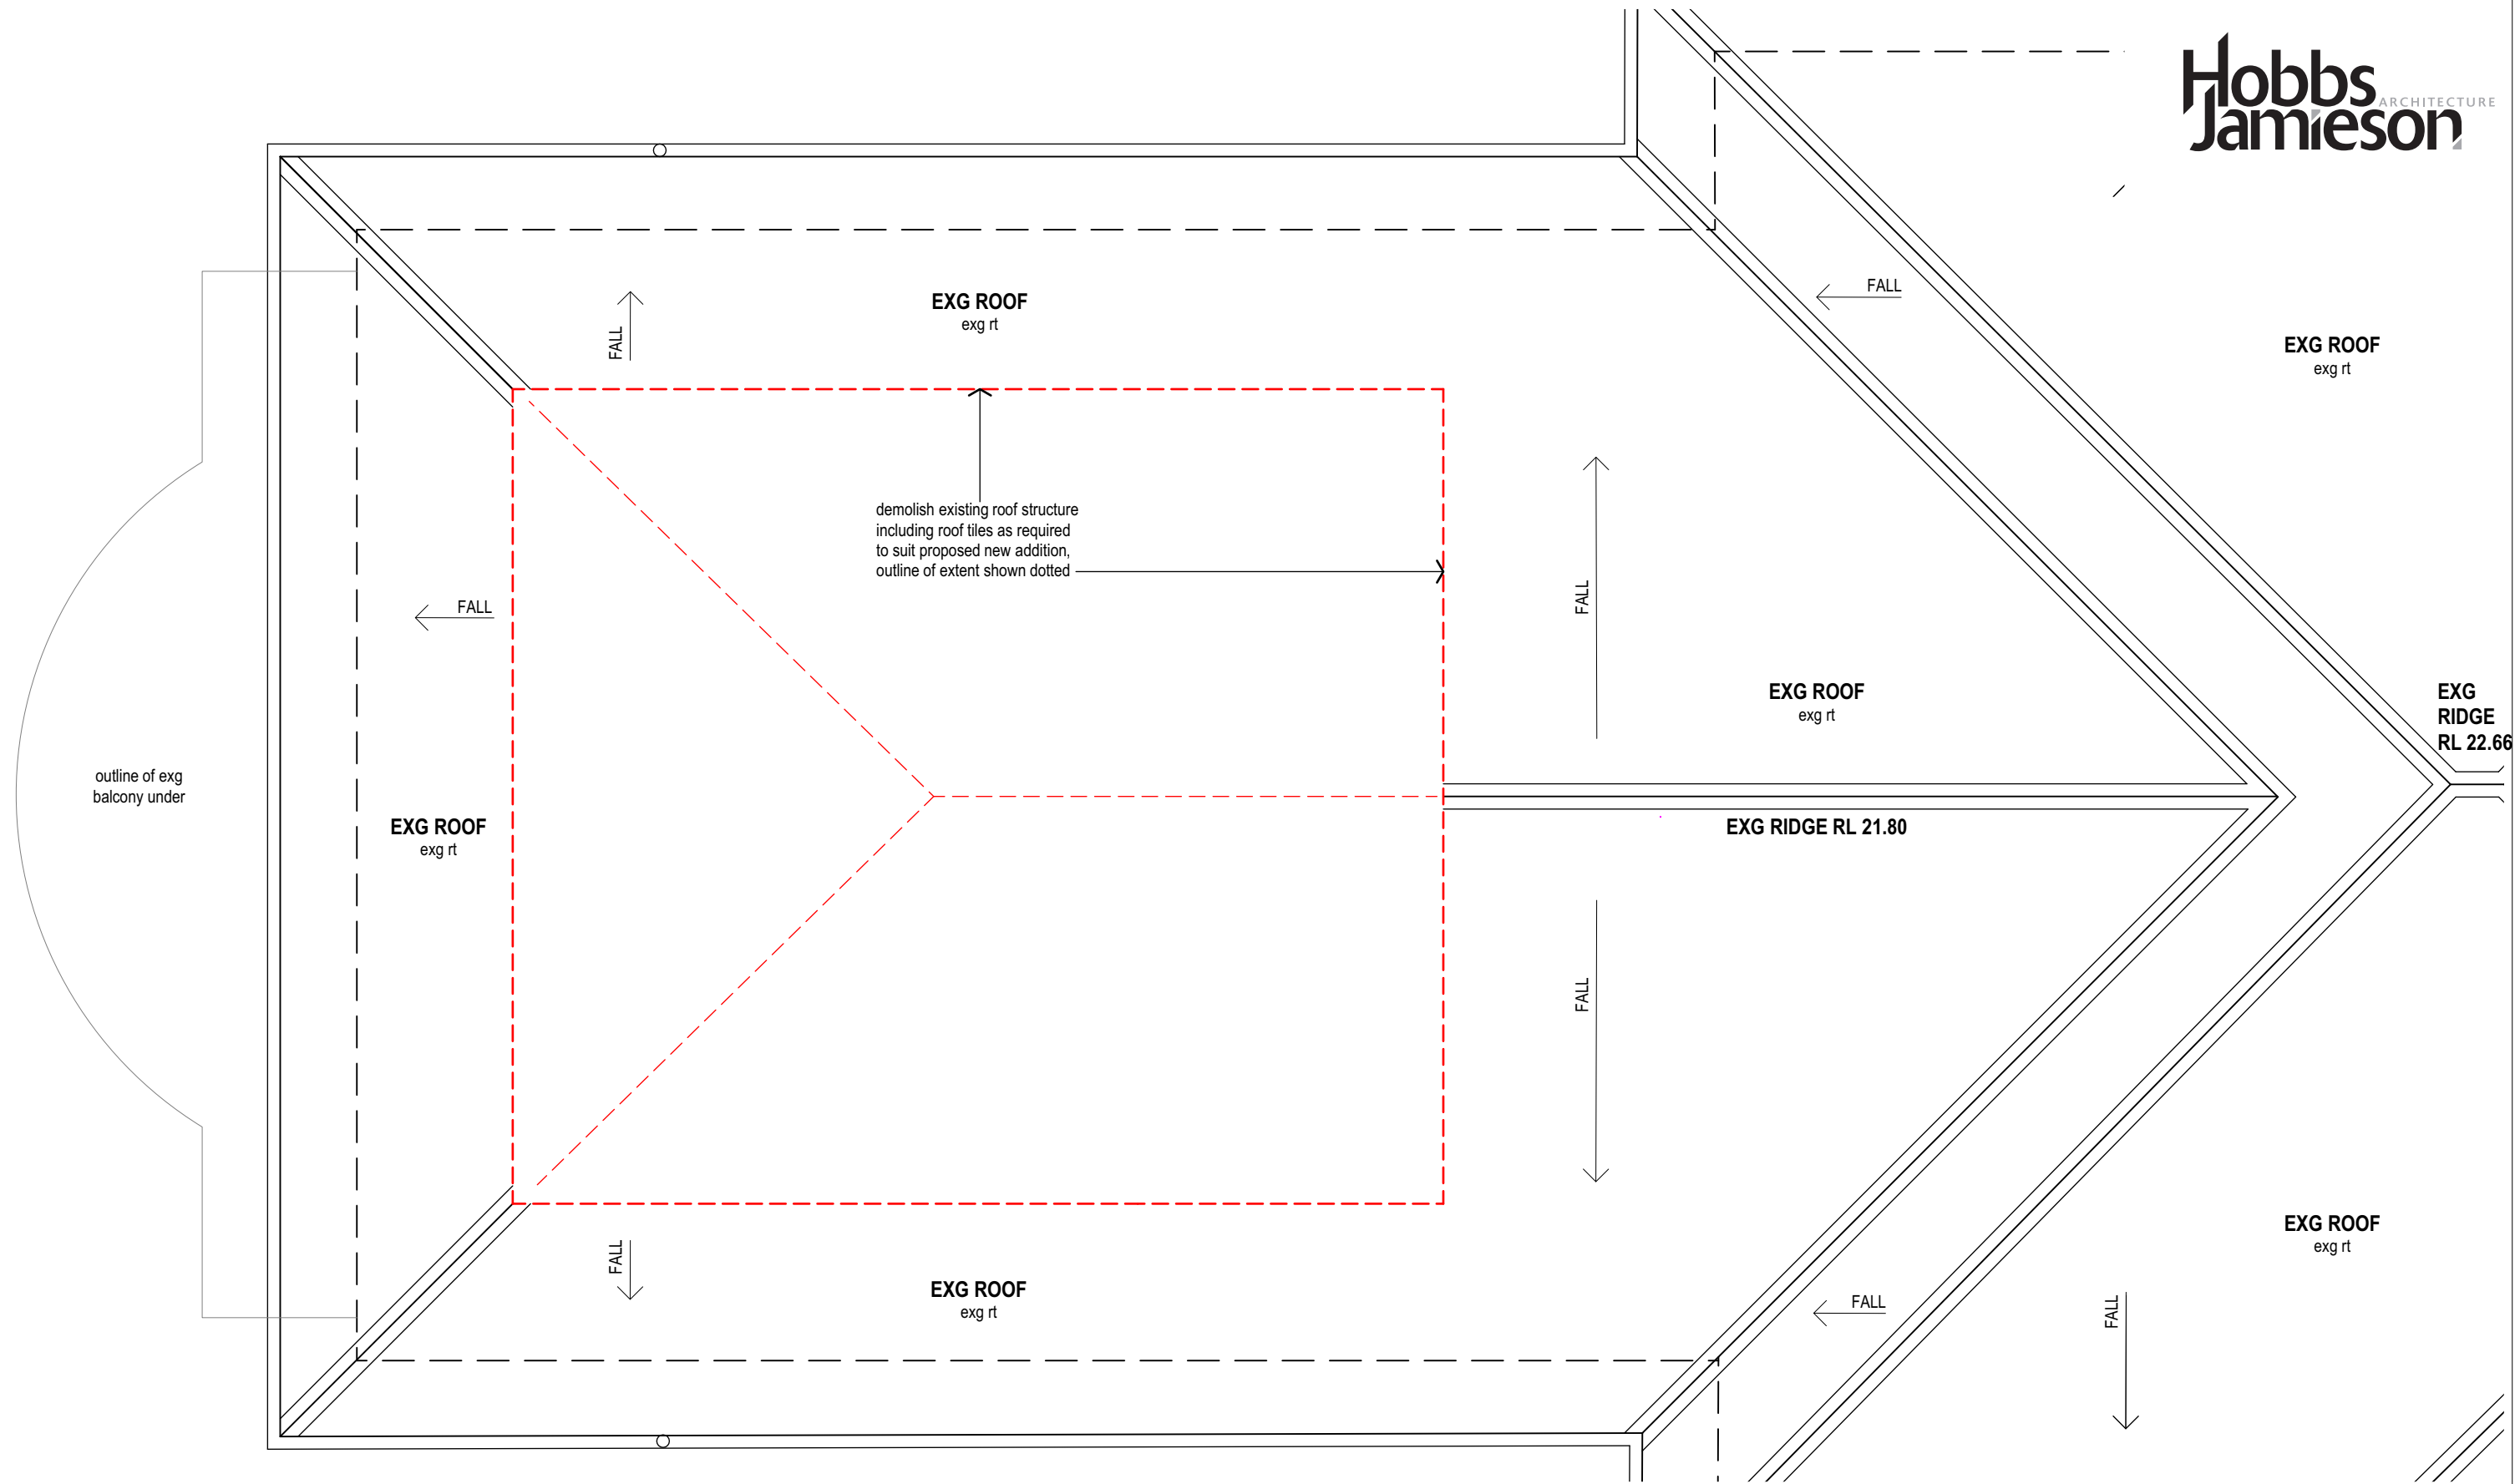 Hobbs
ARCHITECTURE
Jamieson
FALL
EXG ROOF
exg rt
FALL
EXG ROOF
exg rt
demolish existing roof structure
including roof tiles as required
to suit proposed new addition,
outline of extent shown dotted
FALL
FALL
EXG ROOF
exg rt
EXG
RIDGE
RL 22.66
outline of exg
balcony under
EXG ROOF
exg rt
EXG RIDGE RL 21.80
FALL
EXG ROOF
exg rt
FALL
EXG ROOF
exg rt
FALL
FALL